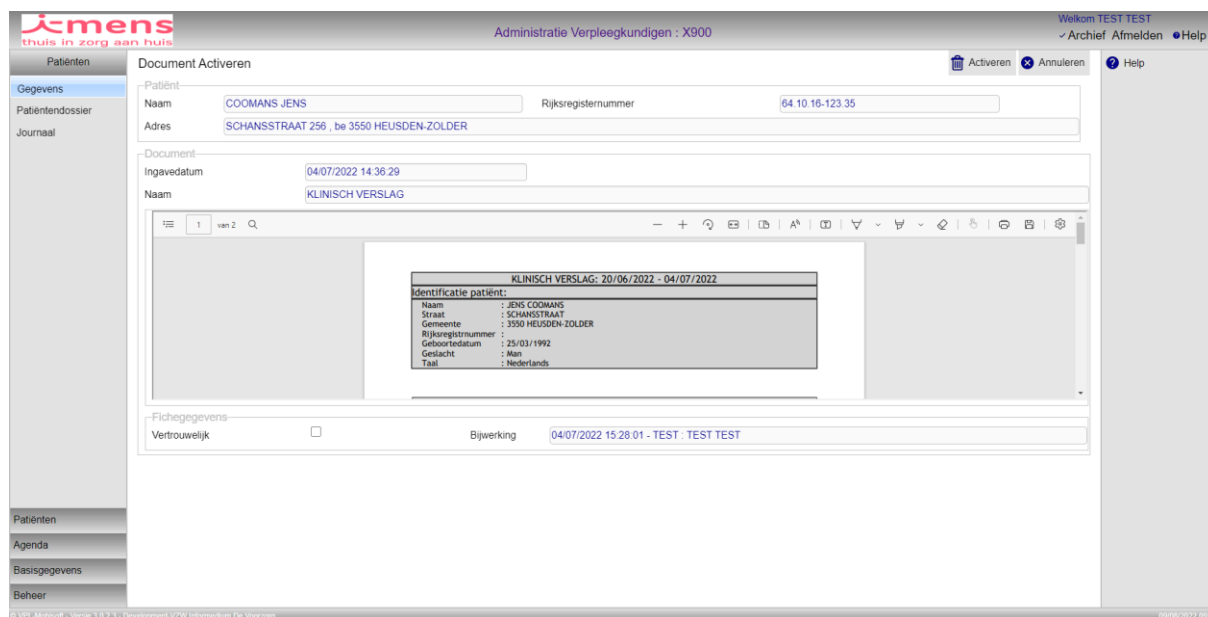 i-mens
thuis in zorg aan huis
Administratie Verpleegkundigen : X900
Welkom TEST TEST
Archief Afmelden Help
Patiënten
Gegevens
Patiëntendossier
Journaal
Document Activeren
Activeren Annuleren
Help
Patiënt
Naam COOMANS JENS Rijksregisternummer 64.10.16-123.35
Adres SCHANSSTRAAT 256 , be 3550 HEUSDEN-ZOLDER
Document
Ingavedatum 04/07/2022 14:36:29
Naam KLINISCH VERSLAG
1 van 2
KLINISCH VERSLAG: 20/06/2022 - 04/07/2022
Identificatie patiënt:
Naam : JENS COOMANS
Straat : SCHANSSTRAAT
Gemeente : 3550 HEUSDEN-ZOLDER
Rijksregistrnummer :
Geboortedatum : 25/03/1992
Geslacht : Man
Taal : Nederlands
Fichegegevens
Vertrouwelijk Bijwerking 04/07/2022 15:28:01 - TEST : TEST TEST
Patiënten
Agenda
Basisgegevens
Beheer